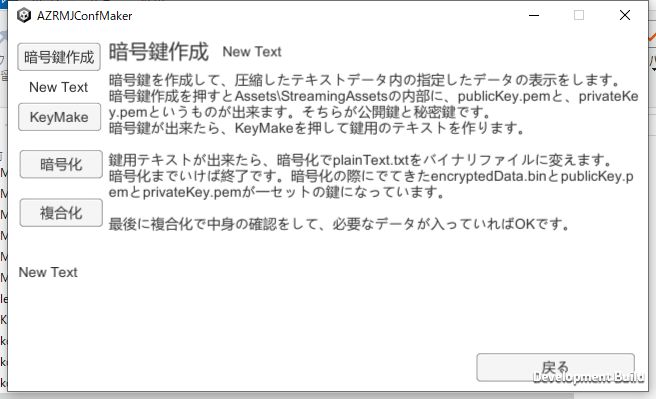 AZRMJConfMaker
暗号鍵作成
暗号鍵作成 New Text
New Text
KeyMake
暗号化
複合化
暗号鍵を作成して、圧縮したテキストデータ内の指定したデータの表示をします。
暗号鍵作成を押すとAssets\StreamingAssetsの内部に、publicKey.pemと、privateKe
y.pemというものが出来ます。そちらが公開鍵と秘密鍵です。
暗号鍵が出来たら、KeyMakeを押して鍵用のテキストを作ります。
鍵用テキストが出来たら、暗号化でplainText.txtをバイナリファイルに変えます。
暗号化までいけば終了です。暗号化の際にでてきたencryptedData.binとpublicKey.p
emとprivateKey.pemが一セットの鍵になっています。
最後に複合化で中身の確認をして、必要なデータが入っていればOKです。
New Text
戻る
Development Build